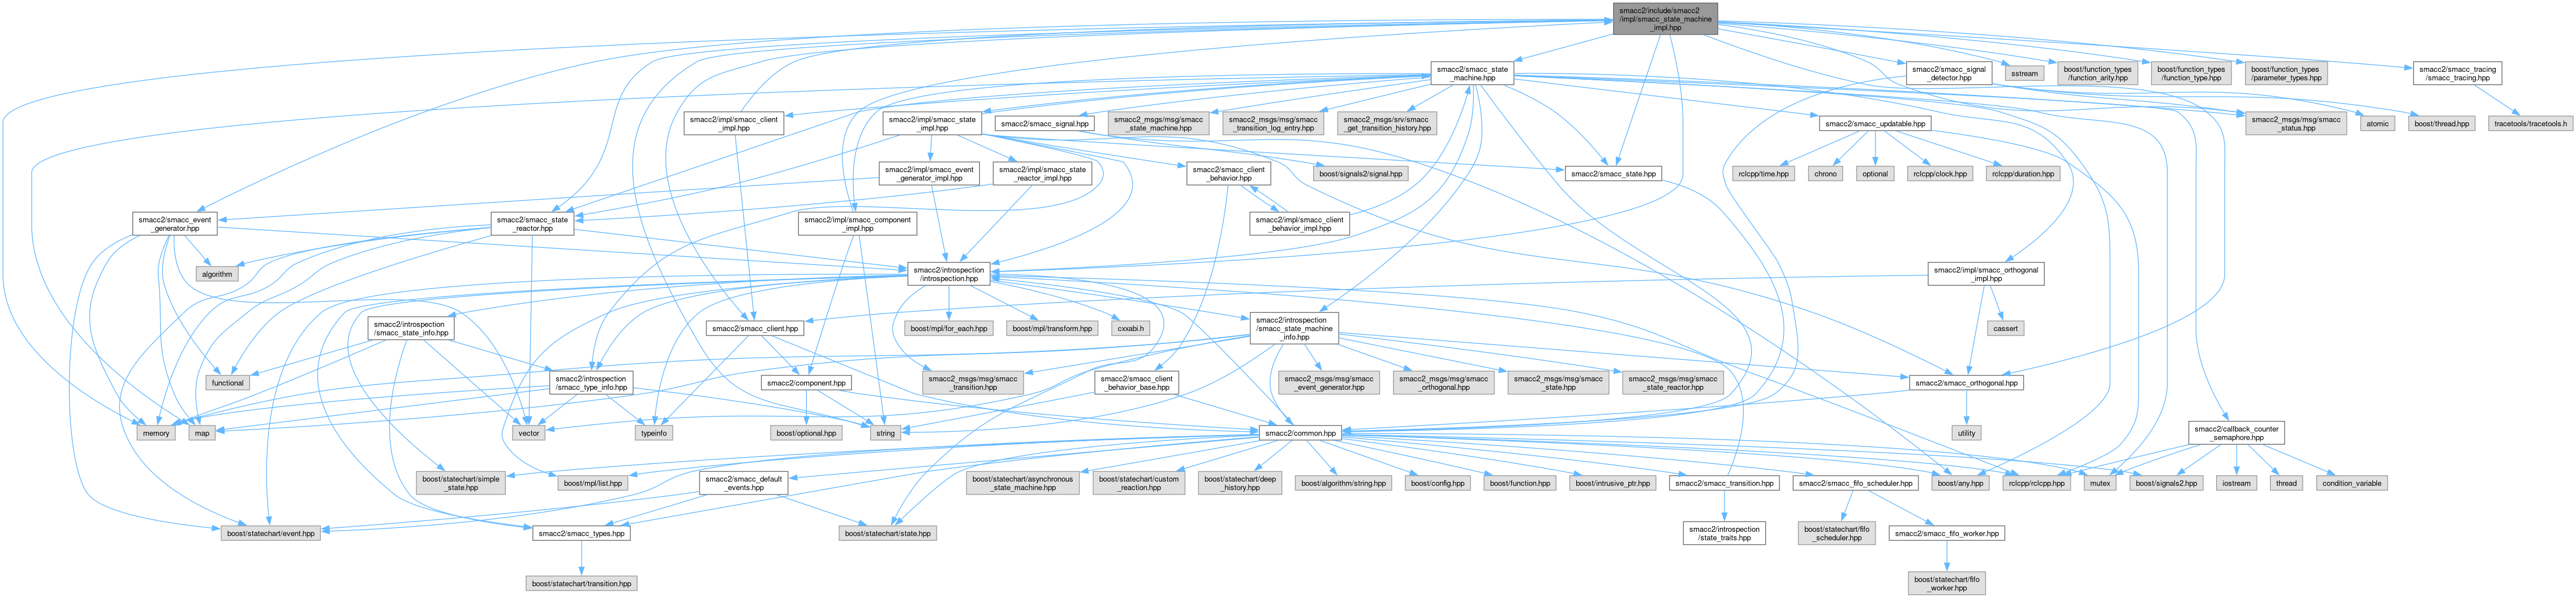 smacc2/include/smacc2
/impl/smacc_state_machine
_impl.hpp
smacc2/smacc_state
_machine.hpp
smacc2/smacc_signal
_detector.hpp
sstream
boost/function_types
/function_arity.hpp
boost/function_types
/function_type.hpp
boost/function_types
/parameter_types.hpp
smacc2/smacc_tracing
/smacc_tracing.hpp
smacc2/impl/smacc_client
_impl.hpp
smacc2/impl/smacc_state
_impl.hpp
smacc2/smacc_signal.hpp
smacc2_msgs/msg/smacc
_state_machine.hpp
smacc2_msgs/msg/smacc
_transition_log_entry.hpp
smacc2_msgs/srv/smacc
_get_transition_history.hpp
smacc2/smacc_updatable.hpp
smacc2_msgs/msg/smacc
_status.hpp
atomic
boost/thread.hpp
tracetools/tracetools.h
smacc2/impl/smacc_event
_generator_impl.hpp
smacc2/impl/smacc_state
_reactor_impl.hpp
smacc2/smacc_client
_behavior.hpp
boost/signals2/signal.hpp
smacc2/smacc_state.hpp
rclcpp/time.hpp
chrono
optional
rclcpp/clock.hpp
rclcpp/duration.hpp
smacc2/smacc_event
_generator.hpp
smacc2/smacc_state
_reactor.hpp
smacc2/impl/smacc_component
_impl.hpp
smacc2/impl/smacc_client
_behavior_impl.hpp
algorithm
smacc2/introspection
/introspection.hpp
smacc2/impl/smacc_orthogonal
_impl.hpp
smacc2/introspection
/smacc_state_info.hpp
smacc2/smacc_client.hpp
boost/mpl/for_each.hpp
boost/mpl/transform.hpp
cxxabi.h
smacc2/introspection
/smacc_state_machine
_info.hpp
cassert
functional
smacc2/introspection
/smacc_type_info.hpp
smacc2/component.hpp
smacc2_msgs/msg/smacc
_transition.hpp
smacc2/smacc_client
_behavior_base.hpp
smacc2_msgs/msg/smacc
_event_generator.hpp
smacc2_msgs/msg/smacc
_orthogonal.hpp
smacc2_msgs/msg/smacc
_state.hpp
smacc2_msgs/msg/smacc
_state_reactor.hpp
smacc2/smacc_orthogonal.hpp
memory
map
vector
typeinfo
boost/optional.hpp
string
smacc2/common.hpp
utility
smacc2/callback_counter
_semaphore.hpp
boost/statechart/simple
_state.hpp
boost/mpl/list.hpp
smacc2/smacc_default
_events.hpp
boost/statechart/asynchronous
_state_machine.hpp
boost/statechart/custom
_reaction.hpp
boost/statechart/deep
_history.hpp
boost/algorithm/string.hpp
boost/config.hpp
boost/function.hpp
boost/intrusive_ptr.hpp
smacc2/smacc_transition.hpp
smacc2/smacc_fifo_scheduler.hpp
boost/any.hpp
rclcpp/rclcpp.hpp
mutex
boost/signals2.hpp
iostream
thread
condition_variable
boost/statechart/event.hpp
smacc2/smacc_types.hpp
boost/statechart/state.hpp
smacc2/introspection
/state_traits.hpp
boost/statechart/fifo
_scheduler.hpp
smacc2/smacc_fifo_worker.hpp
boost/statechart/transition.hpp
boost/statechart/fifo
_worker.hpp